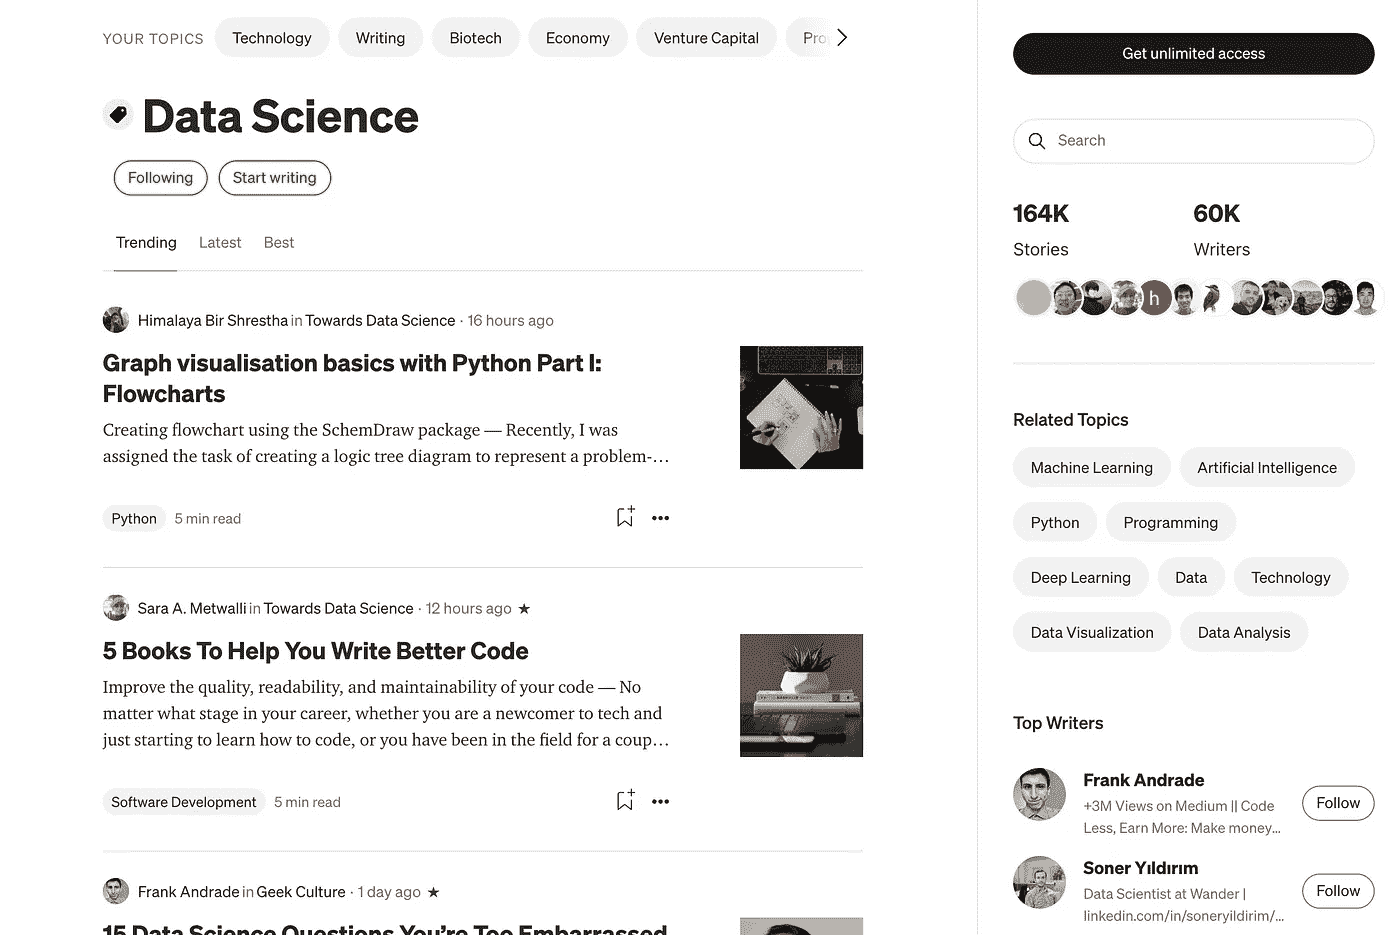 YOUR TOPICS Technology Writing Biotech Economy Venture Capital
Data Science
Following Start writing
Trending Latest Best
Himalaya Bir Shrestha in Towards Data Science · 16 hours ago
Graph visualisation basics with Python Part I:
Flowcharts
Creating flowchart using the SchemDraw package — Recently, I was
assigned the task of creating a logic tree diagram to represent a problem-…
Python 5 min read
Sara A. Metwalli in Towards Data Science · 12 hours ago ★
5 Books To Help You Write Better Code
Improve the quality, readability, and maintainability of your code — No
matter what stage in your career, whether you are a newcomer to tech and
just starting to learn how to code, or you have been in the field for a coup…
Software Development 5 min read
Frank Andrade in Geek Culture · 1 day ago ★
15 Data Science Questions You’re Too Embarrassed
Get unlimited access
Search
164K 60K
Stories Writers
h
Related Topics
Machine Learning Artificial Intelligence
Python Programming
Deep Learning Data Technology
Data Visualization Data Analysis
Top Writers
Frank Andrade
+3M Views on Medium || Code
Less, Earn More: Make money…
Follow
Soner Yıldırım
Data Scientist at Wander |
linkedin.com/in/soneryildirim/…
Follow